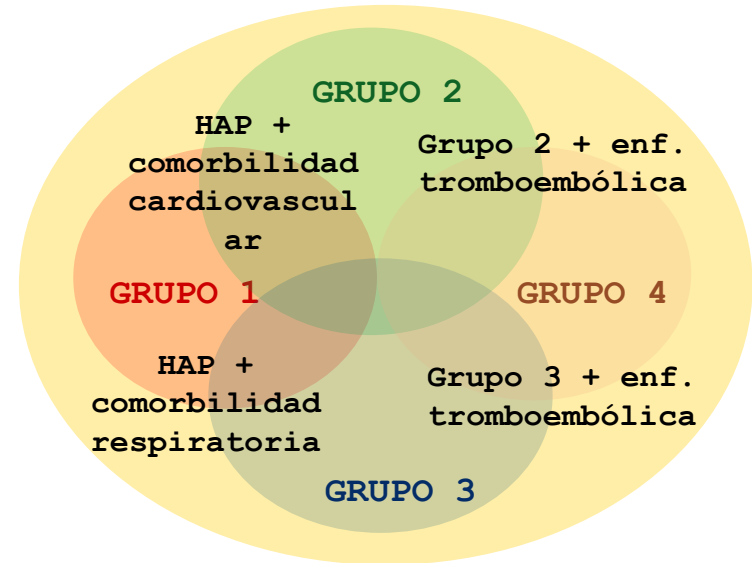 GRUPO 2
HAP +
comorbilidad
cardiovascul
ar
Grupo 2 + enf.
tromboembólica
GRUPO 1
GRUPO 4
HAP +
comorbilidad
respiratoria
Grupo 3 + enf.
tromboembólica
GRUPO 3